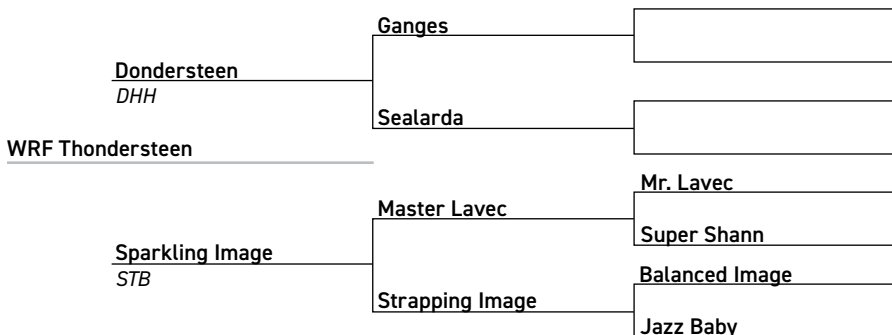 Ganges
Dondersteen
DHH
Sealarda
WRF Thondersteen
Mr. Lavec
Master Lavec
Super Shann
Sparkling Image
STB
Balanced Image
Strapping Image
Jazz Baby